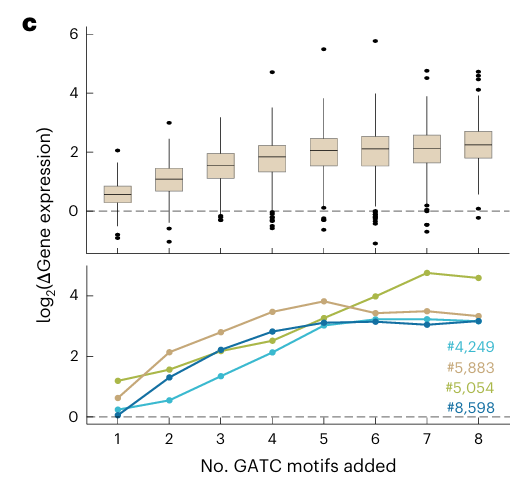 c
log2(ΔGene expression)
6
4
2
0
4
2
0
#4,249
#5,883
#5,054
#8,598
1 2 3 4 5 6 7 8
No. GATC motifs added